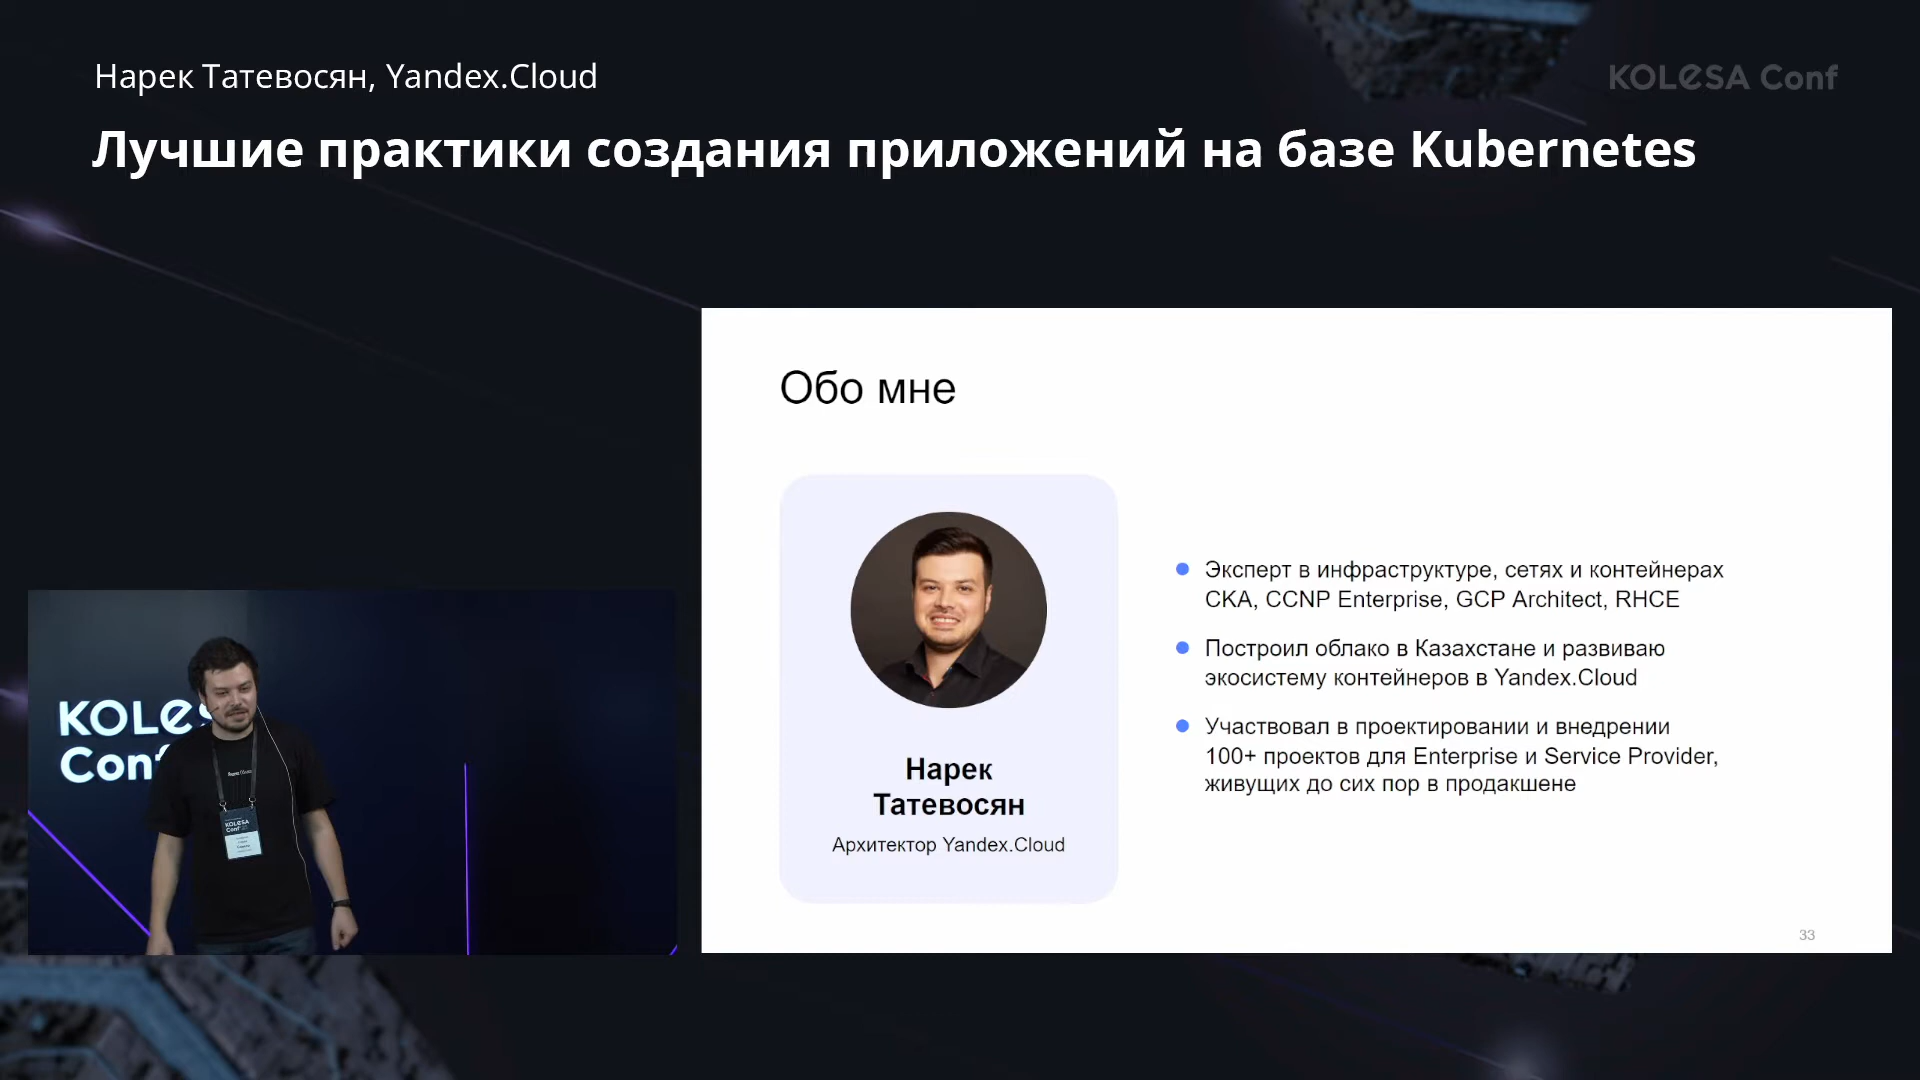 Нарек Татевосян, Yandex.Cloud
KOLESA Conf
Лучшие практики создания приложений на базе Kubernetes
Обо мне
Эксперт в инфраструктуре, сетях и контейнерах
CKA, CCNP Enterprise, GCP Architect, RHCE
Построил облако в Казахстане и развиваю
экосистему контейнеров в Yandex.Cloud
Участвовал в проектировании и внедрении
100+ проектов для Enterprise и Service Provider,
живущих до сих пор в продакшене
Нарек
Татевосян
Архитектор Yandex.Cloud
33
KOLES
Conf
KOLESA
Conf